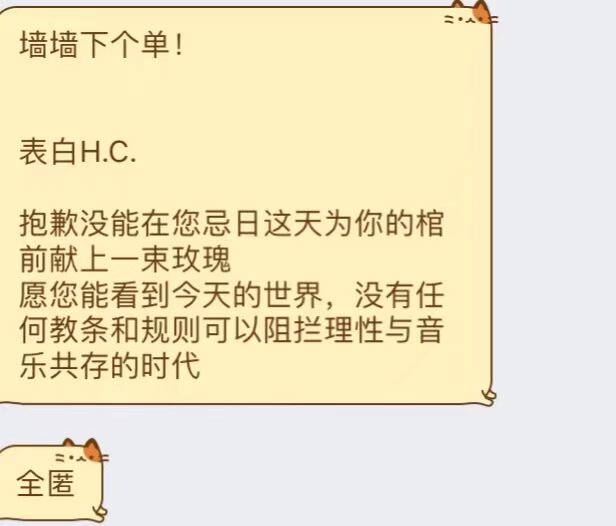 墙墙下个单！
表白H.C.
抱歉没能在您忌日这天为你的棺
前献上一束玫瑰
愿您能看到今天的世界，没有任
何教条和规则可以阻拦理性与音
乐共存的时代
全匿